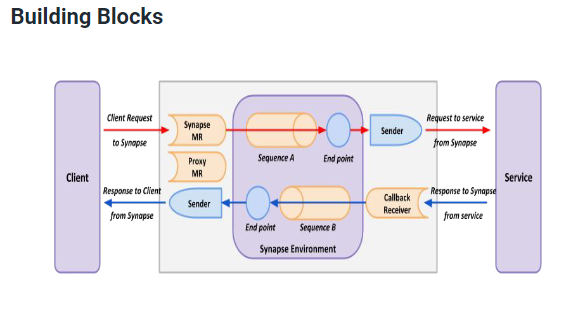 Building Blocks
Client Request
to Synapse
Synapse
MR
Proxy
MR
Client
Response to Client
from Synapse
Sender
Sequence A
End point
Sender
Request to service
from Synapse
End point
Sequence B
Synapse Environment
Callback
Receiver
Response to Synapse
from service
Service